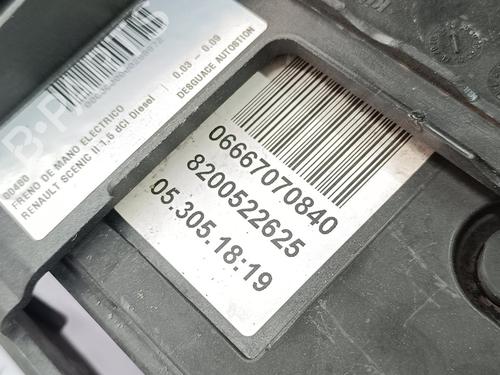 00480
FRENO DE MANO ELECTRICO
RENAULT SCENIC II 1.5 dCi Diesel
0.03 - 0.09
DESGUACE AUTOSTION
06667070840
8200522625
05.305.18:19